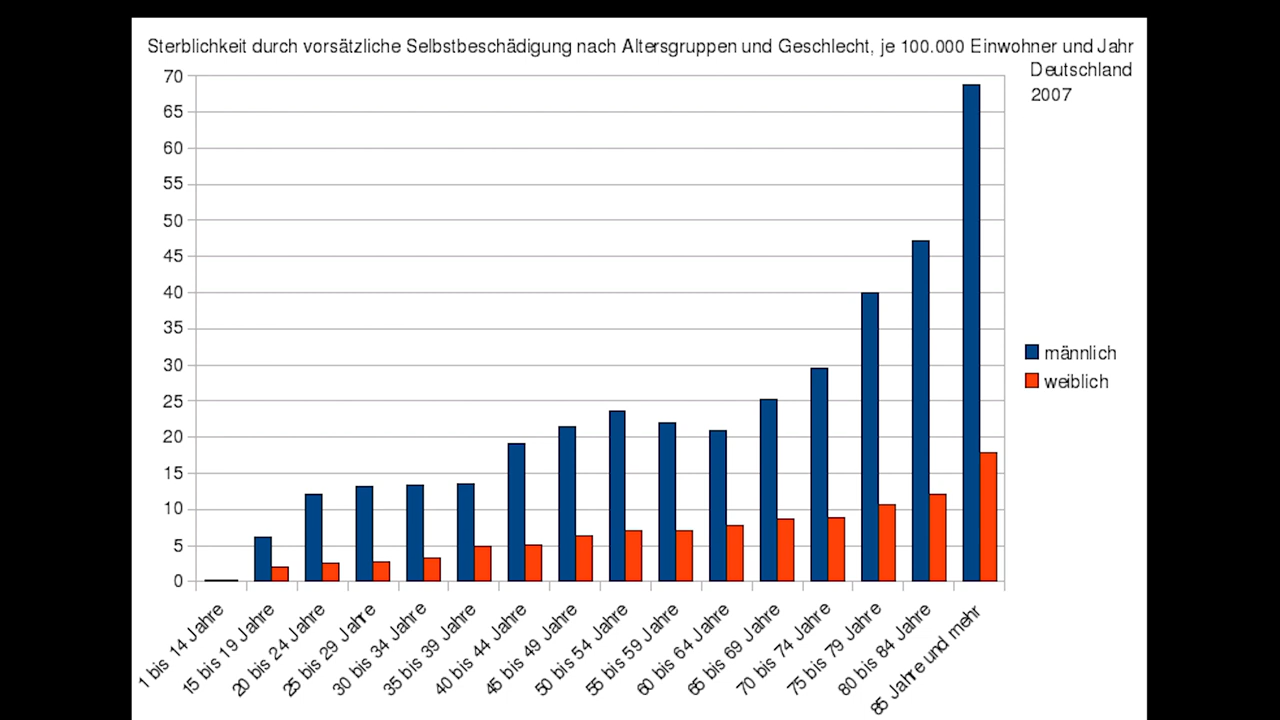 Sterblichkeit durch vorsätzliche Selbstbeschädigung nach Altersgruppen und Geschlecht, je 100.000 Einwohner und Jahr
Deutschland
2007
70
65
60
55
50
45
40
35
30
25
20
15
10
5
0
männlich
weiblich
1 bis 14 Jahre
15 bis 19 Jahre
20 bis 24 Jahre
25 bis 29 Jahre
30 bis 34 Jahre
35 bis 39 Jahre
40 bis 44 Jahre
45 bis 49 Jahre
50 bis 54 Jahre
55 bis 59 Jahre
60 bis 64 Jahre
65 bis 69 Jahre
70 bis 74 Jahre
75 bis 79 Jahre
80 bis 84 Jahre
85 Jahre und mehr